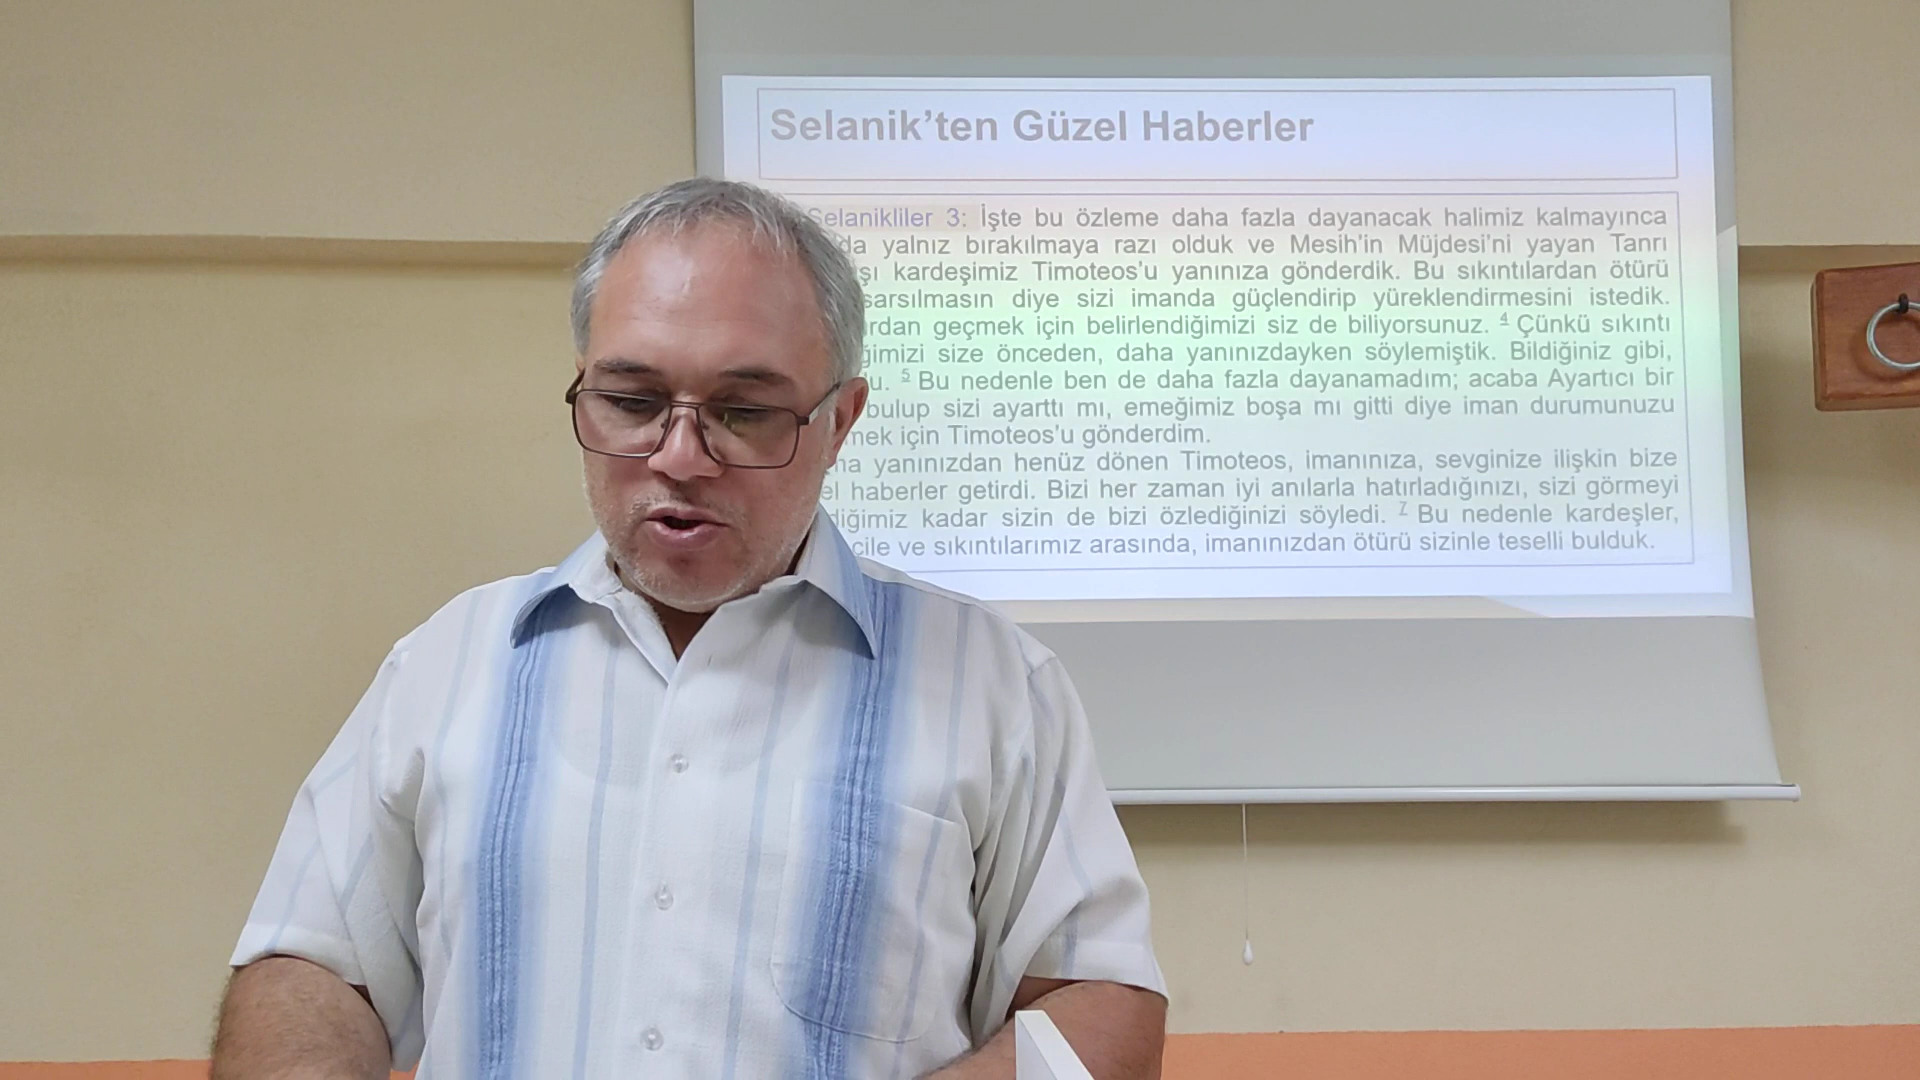 Selanik’ten Güzel Haberler
Selanikliler 3: İşte bu özleme daha fazla dayanacak halimiz kalmayınca
yalnız bırakılmaya razı olduk ve Mesih’in Müjdesi’ni yayan Tanrı
kardeşimiz Timoteos’u yanınıza gönderdik. Bu sıkıntılardan ötürü
sarsılmasın diye sizi imanda güçlendirip yüreklendirmesini istedik.
geçmek için belirlendiğimizi siz de biliyorsunuz. 4 Çünkü sıkıntı
size önceden, daha yanınızdayken söylemiştik. Bildiğiniz gibi,
5 Bu nedenle ben de daha fazla dayanamadım; acaba Ayartıcı bir
bulup sizi ayarttı mı, emeğimiz boşa mı gitti diye iman durumunuzu
için Timoteos’u gönderdim.
yanınızdan henüz dönen Timoteos, imanınıza, sevginize ilişkin bize
haberler getirdi. Bizi her zaman iyi anılarla hatırladığınızı, sizi görmeyi
kadar sizin de bizi özlediğinizi söyledi. 7 Bu nedenle kardeşler,
ve sıkıntılarımız arasında, imanınızdan ötürü sizinle teselli bulduk.